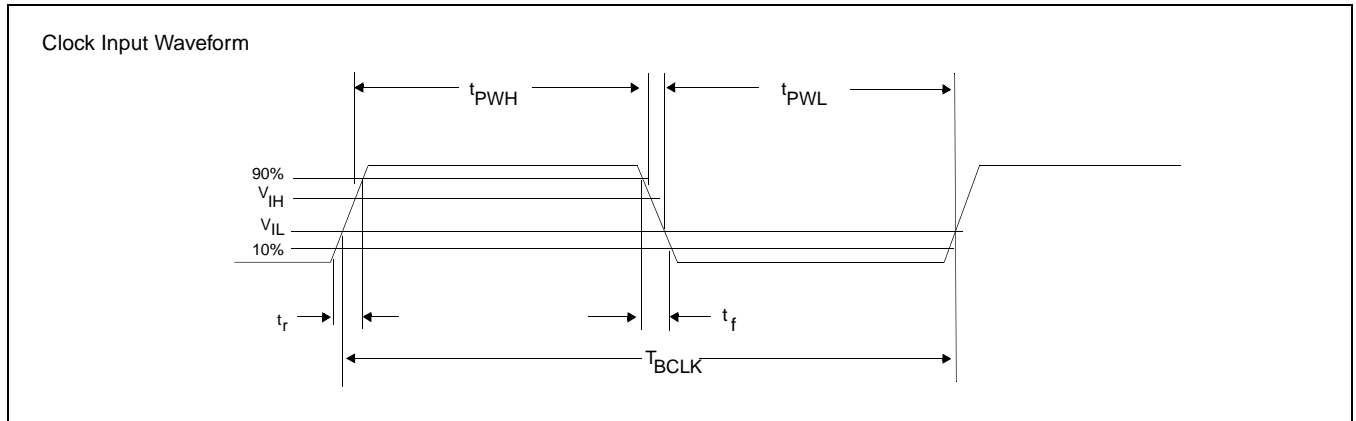 Clock Input Waveform
tPWH
tPWL
90%
VIH
VIL
10%
tr
tf
TBCLK